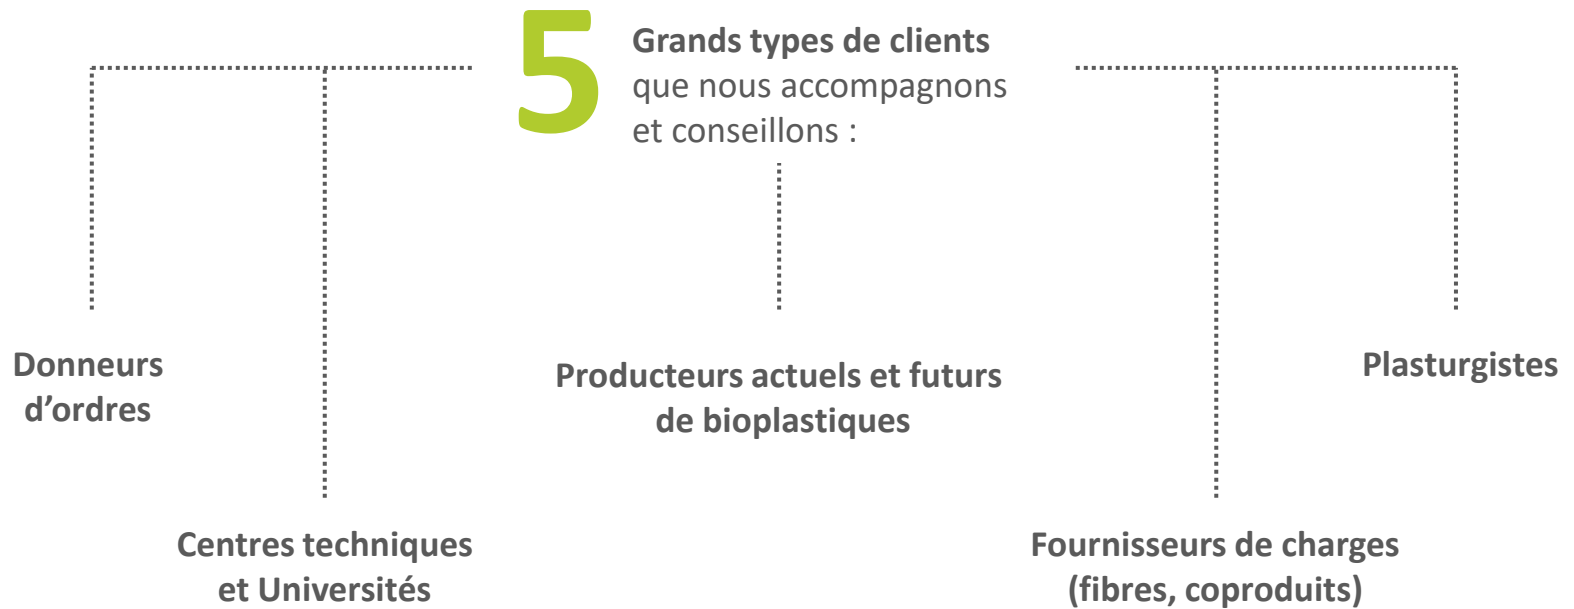 5
Grands types de clients
que nous accompagnons
et conseillons :
Donneurs
d’ordres
Centres techniques
et Universités
Producteurs actuels et futurs
de bioplastiques
Fournisseurs de charges
(fibres, coproduits)
Plasturgistes